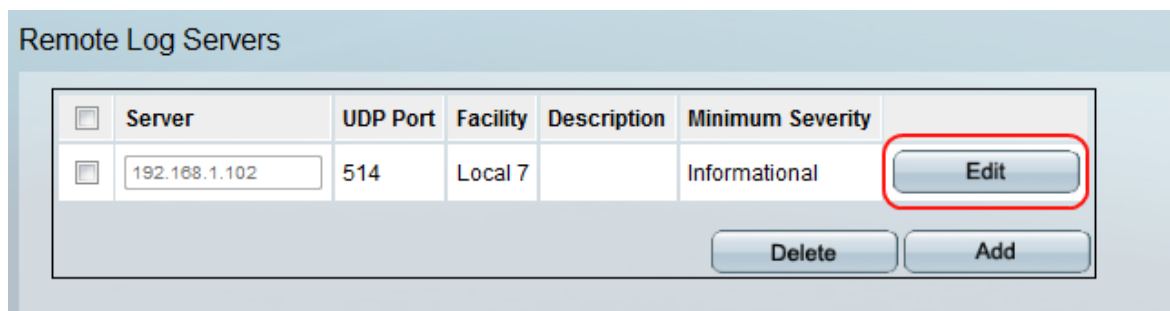 Remote Log Servers
Server UDP Port Facility Description Minimum Severity
192.168.1.102 514 Local 7 Informational Edit
Delete Add